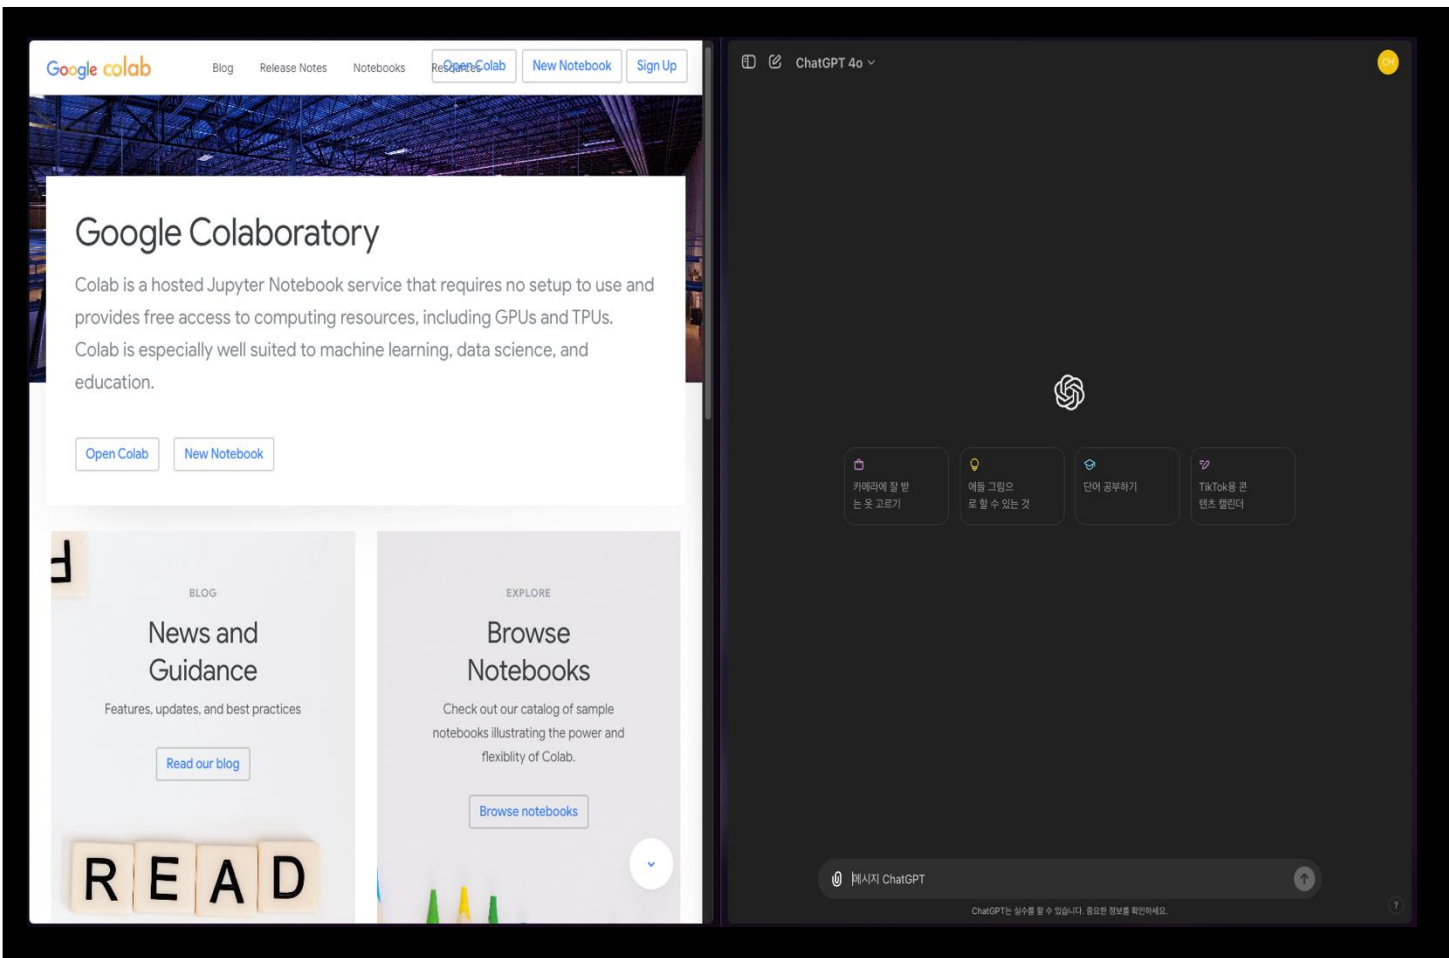 Google colab
Blog
Release Notes
Notebooks
Resources
Open Colab
New Notebook
Sign Up
Google Colaboratory
Colab is a hosted Jupyter Notebook service that requires no setup to use and
provides free access to computing resources, including GPUs and TPUs.
Colab is especially well suited to machine learning, data science, and
education.
Open Colab
New Notebook
BLOG
News and
Guidance
Features, updates, and best practices
Read our blog
READ
EXPLORE
Browse
Notebooks
Check out our catalog of sample
notebooks illustrating the power and
flexiblity of Colab.
Browse notebooks
ChatGPT 4o
CH
카메라에 잘 받
는 옷 고르기
애들 그림으
로 할 수 있는 것
단어 공부하기
TikTok용 콘
텐츠 캘린더
메시지 ChatGPT
ChatGPT는 실수를 할 수 있습니다. 중요한 정보를 확인하세요.
?